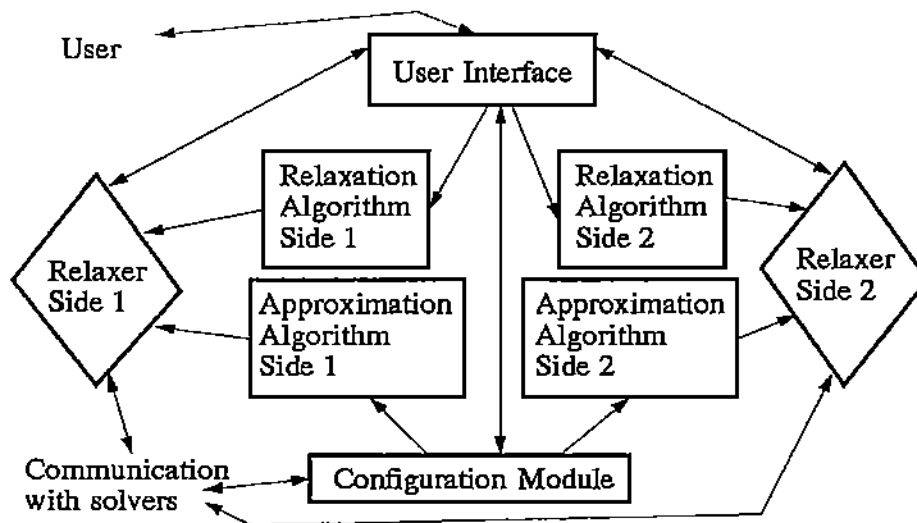 User
User Interface
Relaxation
Algorithm
Side 1
Relaxation
Algorithm
Side 2
Relaxer
Side 1
Relaxer
Side 2
Approximation
Algorithm
Side 1
Approximation
Algorithm
Side 2
Communication
with solvers
Configuration Module